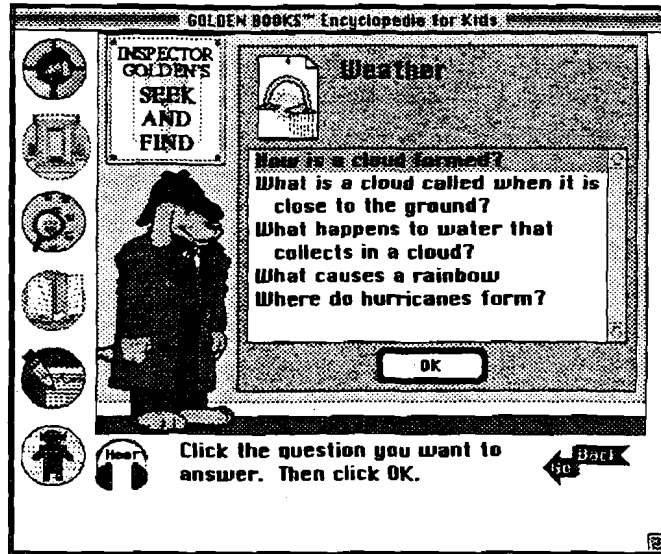 GOLDEN BOOKS™ Encyclopedia for Kids
INSPECTOR
GOLDEN'S
SEEK
AND
FIND
Weather
How is a cloud formed?
What is a cloud called when it is
close to the ground?
What happens to water that
collects in a cloud?
What causes a rainbow
Where do hurricanes form?
OK
Hear
Click the question you want to
answer. Then click OK.
Go Back